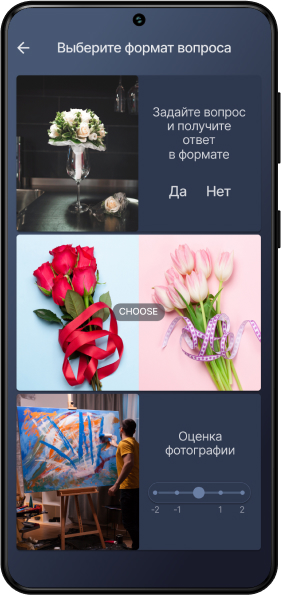 Выберите формат вопроса
Задайте вопрос
и получите
ответ
в формате
Да Нет
CHOOSE
Оценка
фотографии
-2 -1 1 2